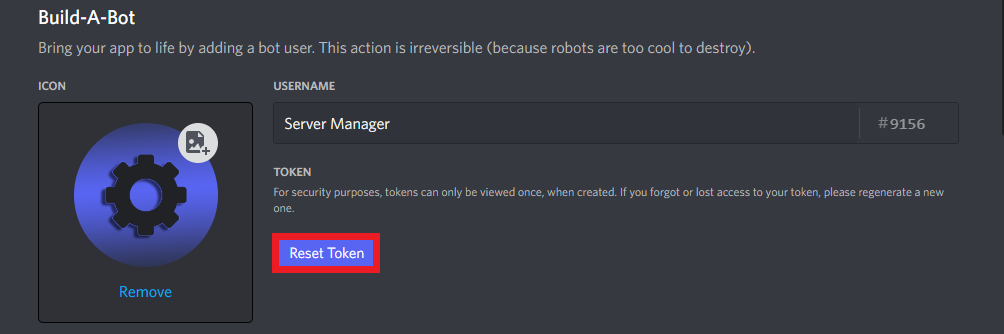 Build-A-Bot
Bring your app to life by adding a bot user. This action is irreversible (because robots are too cool to destroy).
ICON
USERNAME
Server Manager
#9156
TOKEN
For security purposes, tokens can only be viewed once, when created. If you forgot or lost access to your token, please regenerate a new
one.
Reset Token
Remove